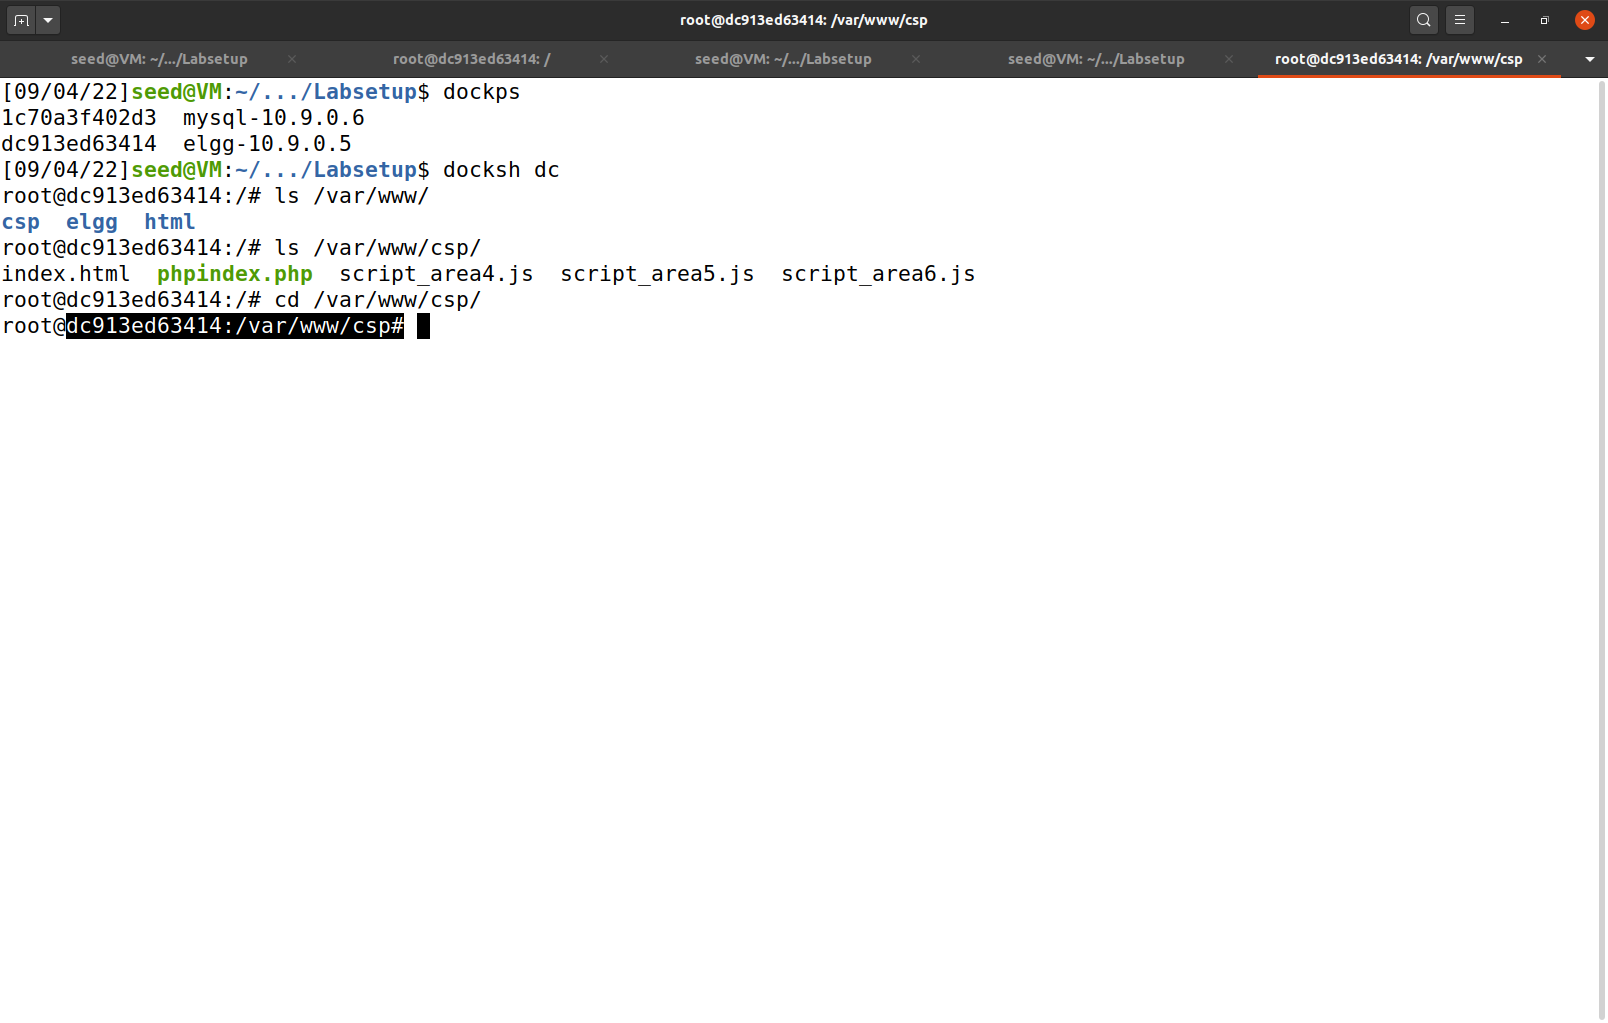 root@dc913ed63414: /var/www/csp
seed@VM: ~/.../Labsetup
root@dc913ed63414: /
seed@VM: ~/.../Labsetup
seed@VM: ~/.../Labsetup
root@dc913ed63414: /var/www/csp
[09/04/22]seed@VM:~/.../Labsetup$ dockps
1c70a3f402d3  mysql-10.9.0.6
dc913ed63414  elgg-10.9.0.5
[09/04/22]seed@VM:~/.../Labsetup$ docksh dc
root@dc913ed63414:/# ls /var/www/
csp  elgg  html
root@dc913ed63414:/# ls /var/www/csp/
index.html  phpindex.php  script_area4.js  script_area5.js  script_area6.js
root@dc913ed63414:/# cd /var/www/csp/
root@dc913ed63414:/var/www/csp#